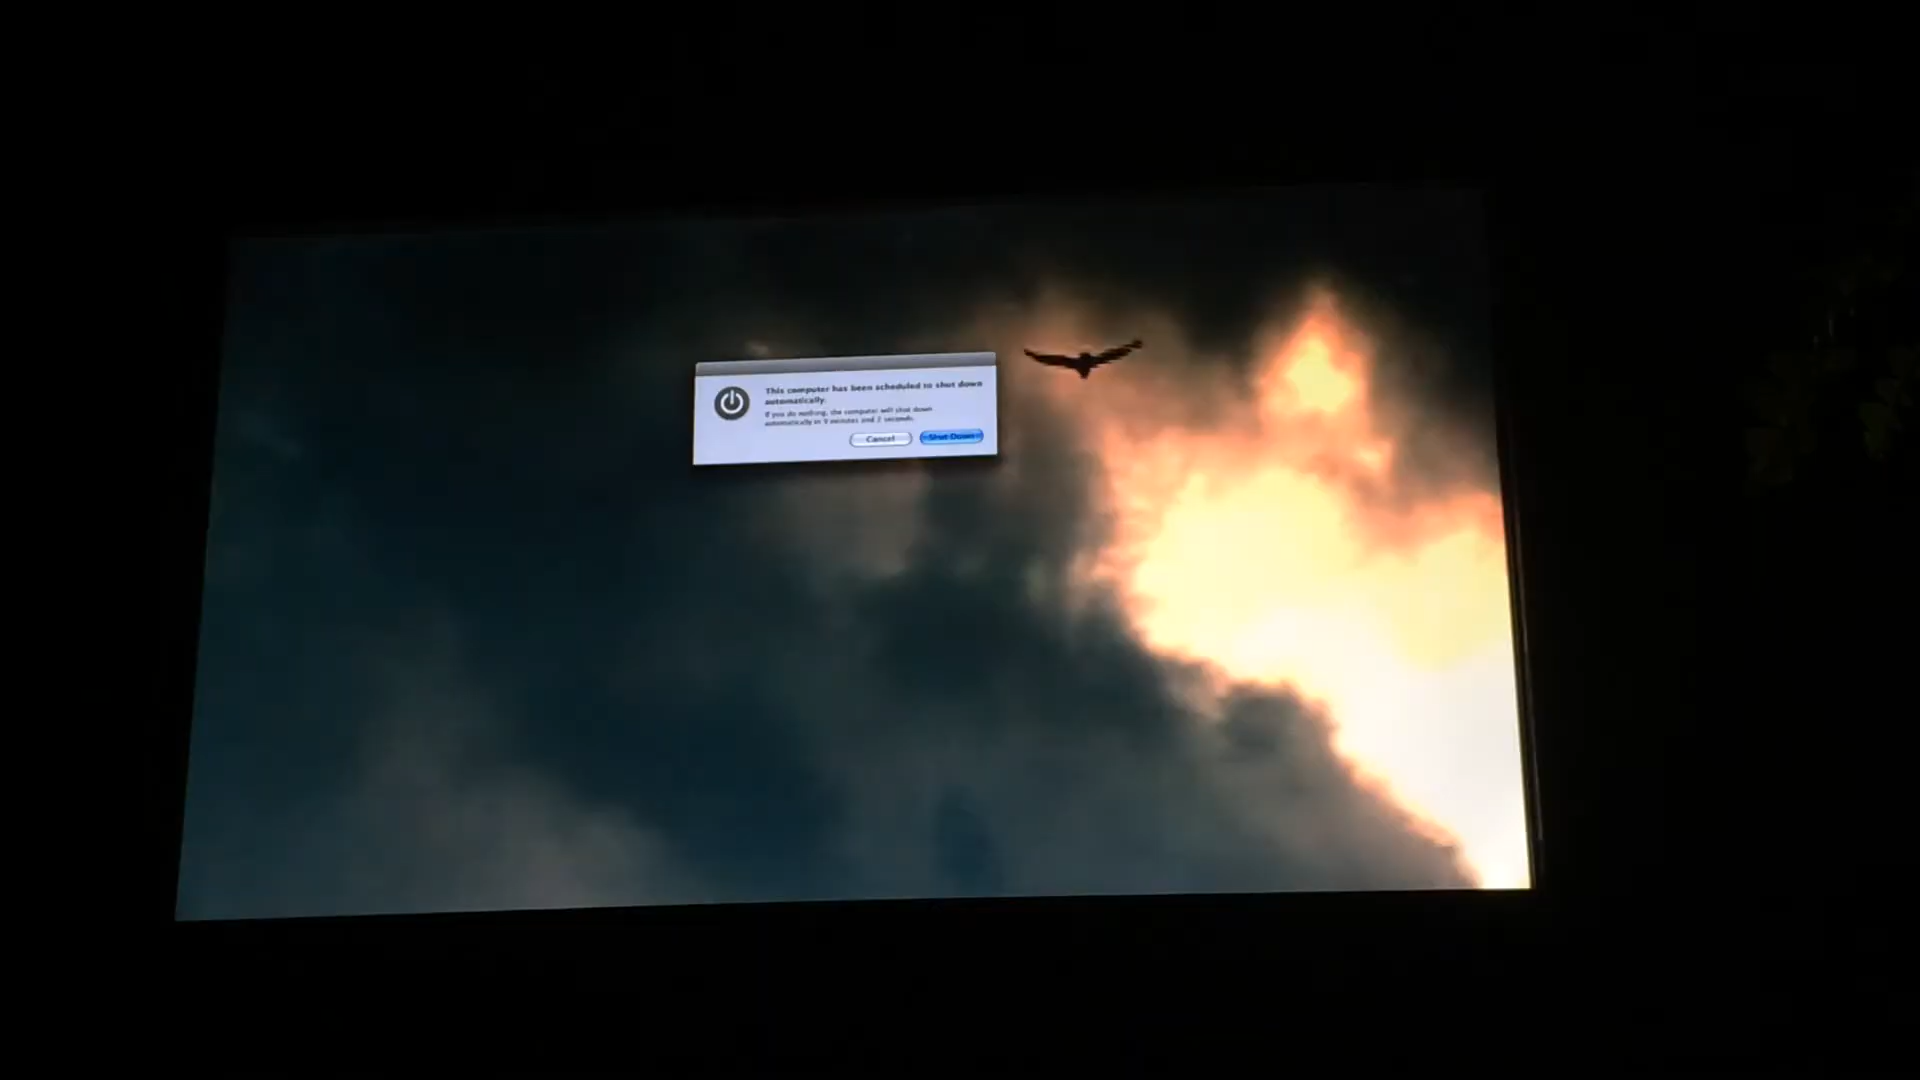 This computer has been scheduled to shut down
automatically.
If you do nothing, the computer will shut down
automatically in 9 minutes and 2 seconds.
Cancel
Shut Down